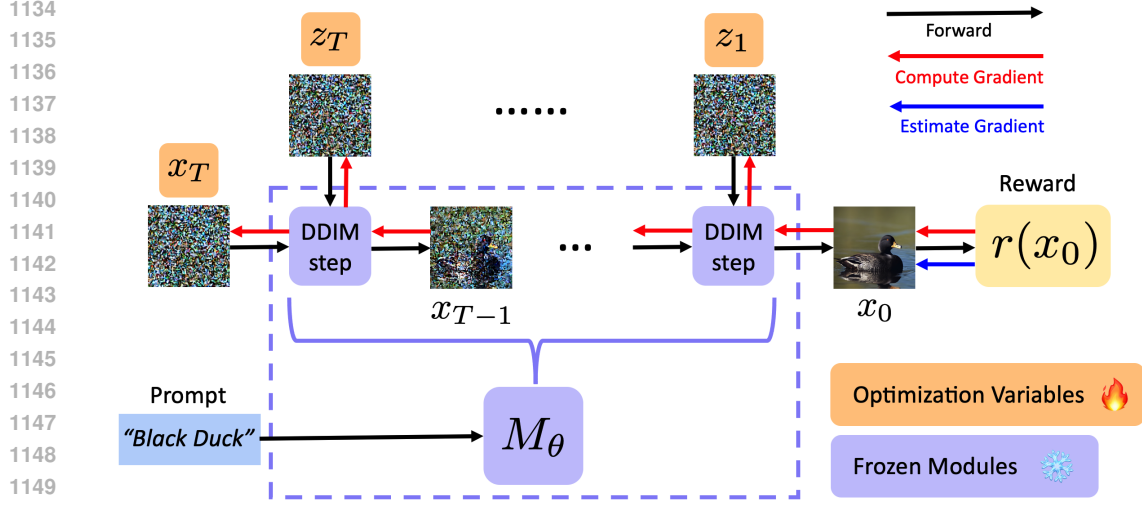 1134
1135
1136
1137
1138
1139
1140
1141
1142
1143
1144
1145
1146
1147
1148
1149
z_T
z_1
......
Forward
Compute Gradient
Estimate Gradient
x_T
Reward
DDIM
step
...
DDIM
step
r(x_0)
x_{T−1}
x_0
Prompt
“Black Duck”
M_θ
Optimization Variables 🔥
Frozen Modules ❄️